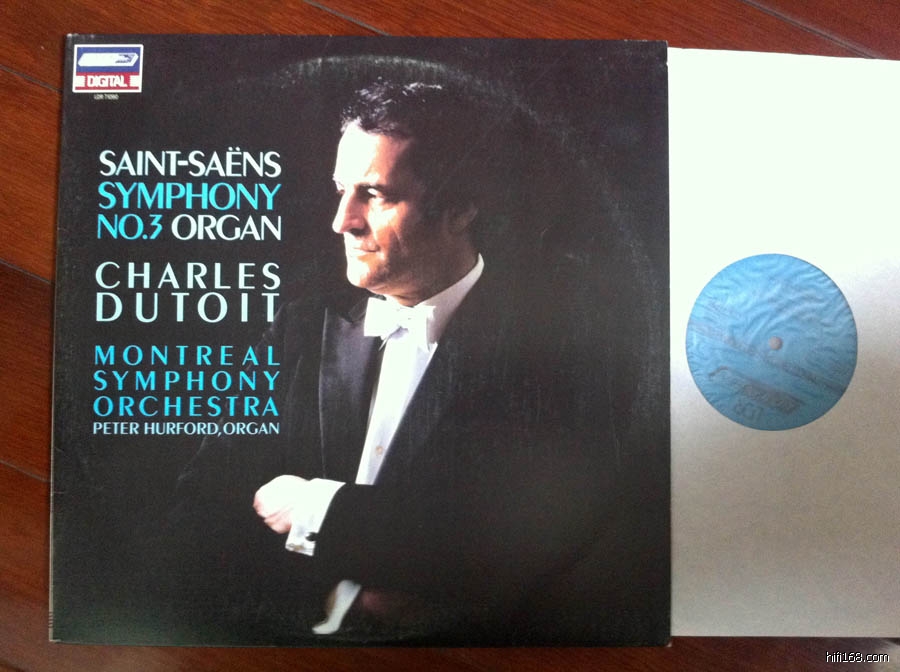 DIGITAL
SAINT-SAËNS
SYMPHONY
NO.3 ORGAN
CHARLES
DUTOIT
MONTREAL
SYMPHONY
ORCHESTRA
PETER HURFORD, ORGAN
hifi168.com